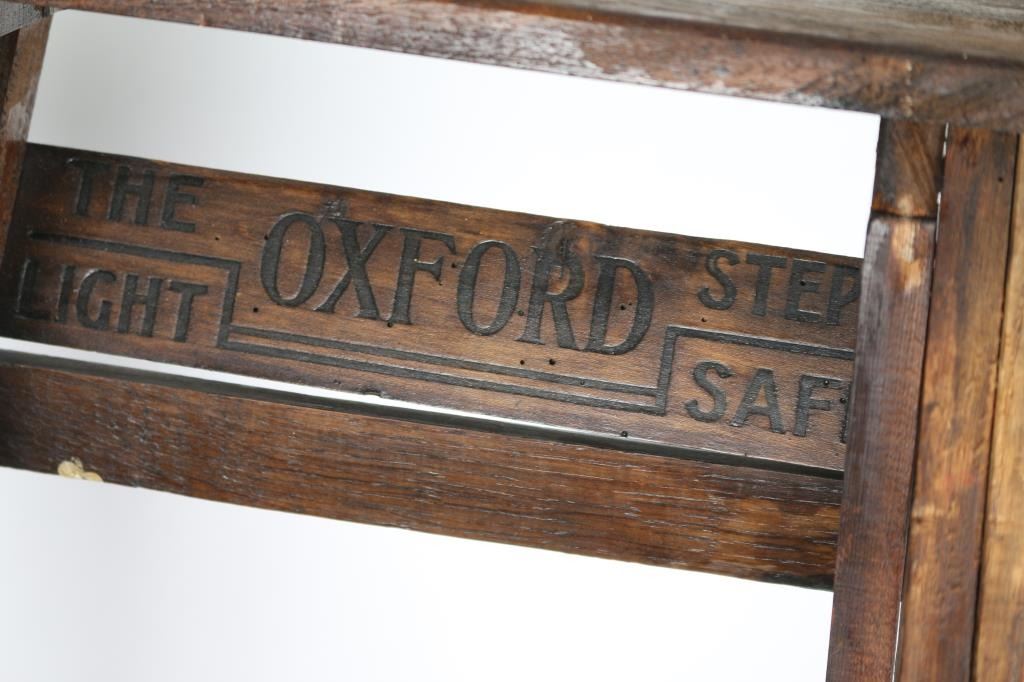 THE OXFORD STEP
LIGHT SAF